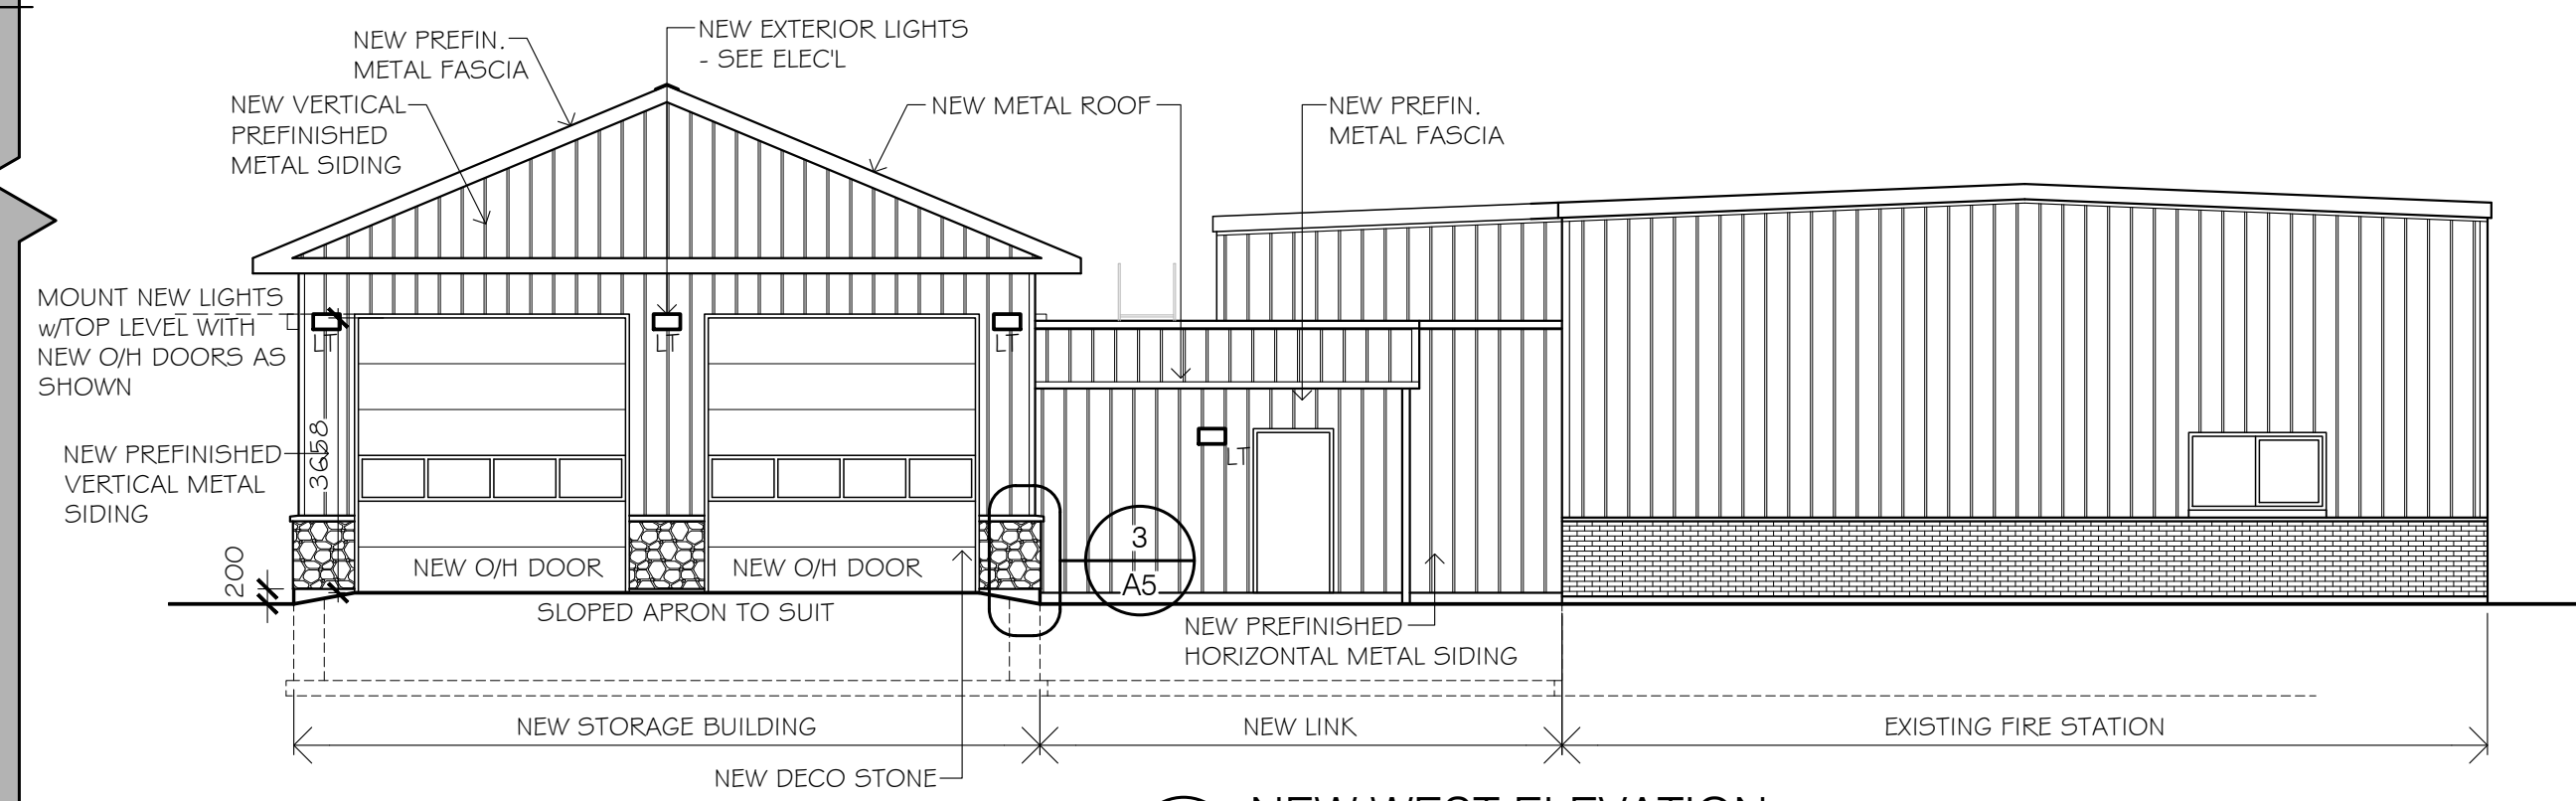 NEW PREFIN.
METAL FASCIA
NEW EXTERIOR LIGHTS
- SEE ELEC'L
NEW VERTICAL
PREFINISHED
METAL SIDING
NEW METAL ROOF
NEW PREFIN.
METAL FASCIA
MOUNT NEW LIGHTS
w/TOP LEVEL WITH
NEW O/H DOORS AS
SHOWN
LT
LT
LT
3658
NEW PREFINISHED
VERTICAL METAL
SIDING
LT
200
NEW O/H DOOR
NEW O/H DOOR
3
A5
SLOPED APRON TO SUIT
NEW PREFINISHED
HORIZONTAL METAL SIDING
NEW STORAGE BUILDING
NEW LINK
EXISTING FIRE STATION
NEW DECO STONE
NEW WEST ELEVATION